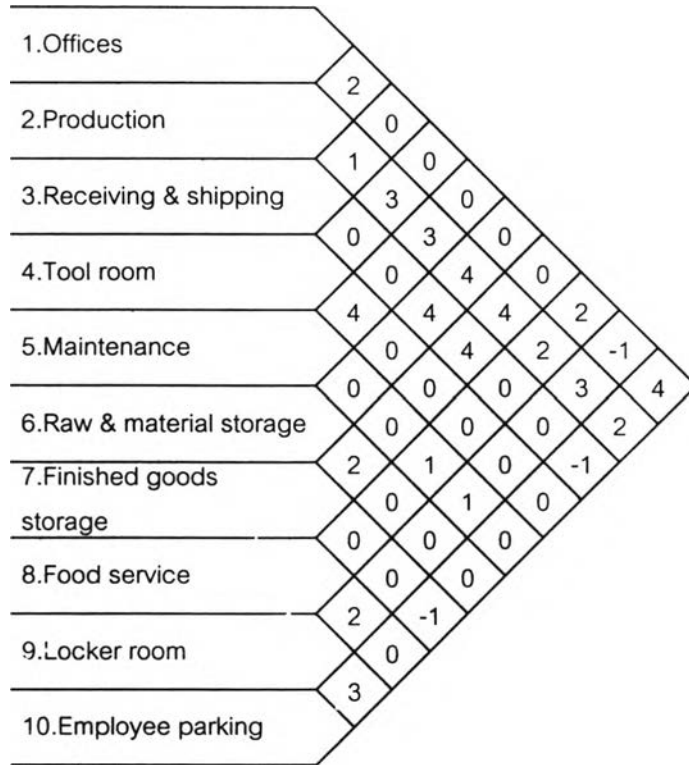 1.Offices
2
2.Production 0
1 0
3.Receiving & shipping 3 0
0 3 0
4.Tool room 0 4 0
4 4 4 2
5.Maintenance 0 4 2 -1
0 0 0 3 4
6.Raw & material storage 0 0 0 2
2 1 0 -1
7.Finished goods
0 1 0
storage
0 0 0
8.Food service 0 0
2 -1
9.Locker room 0
3
10.Employee parking